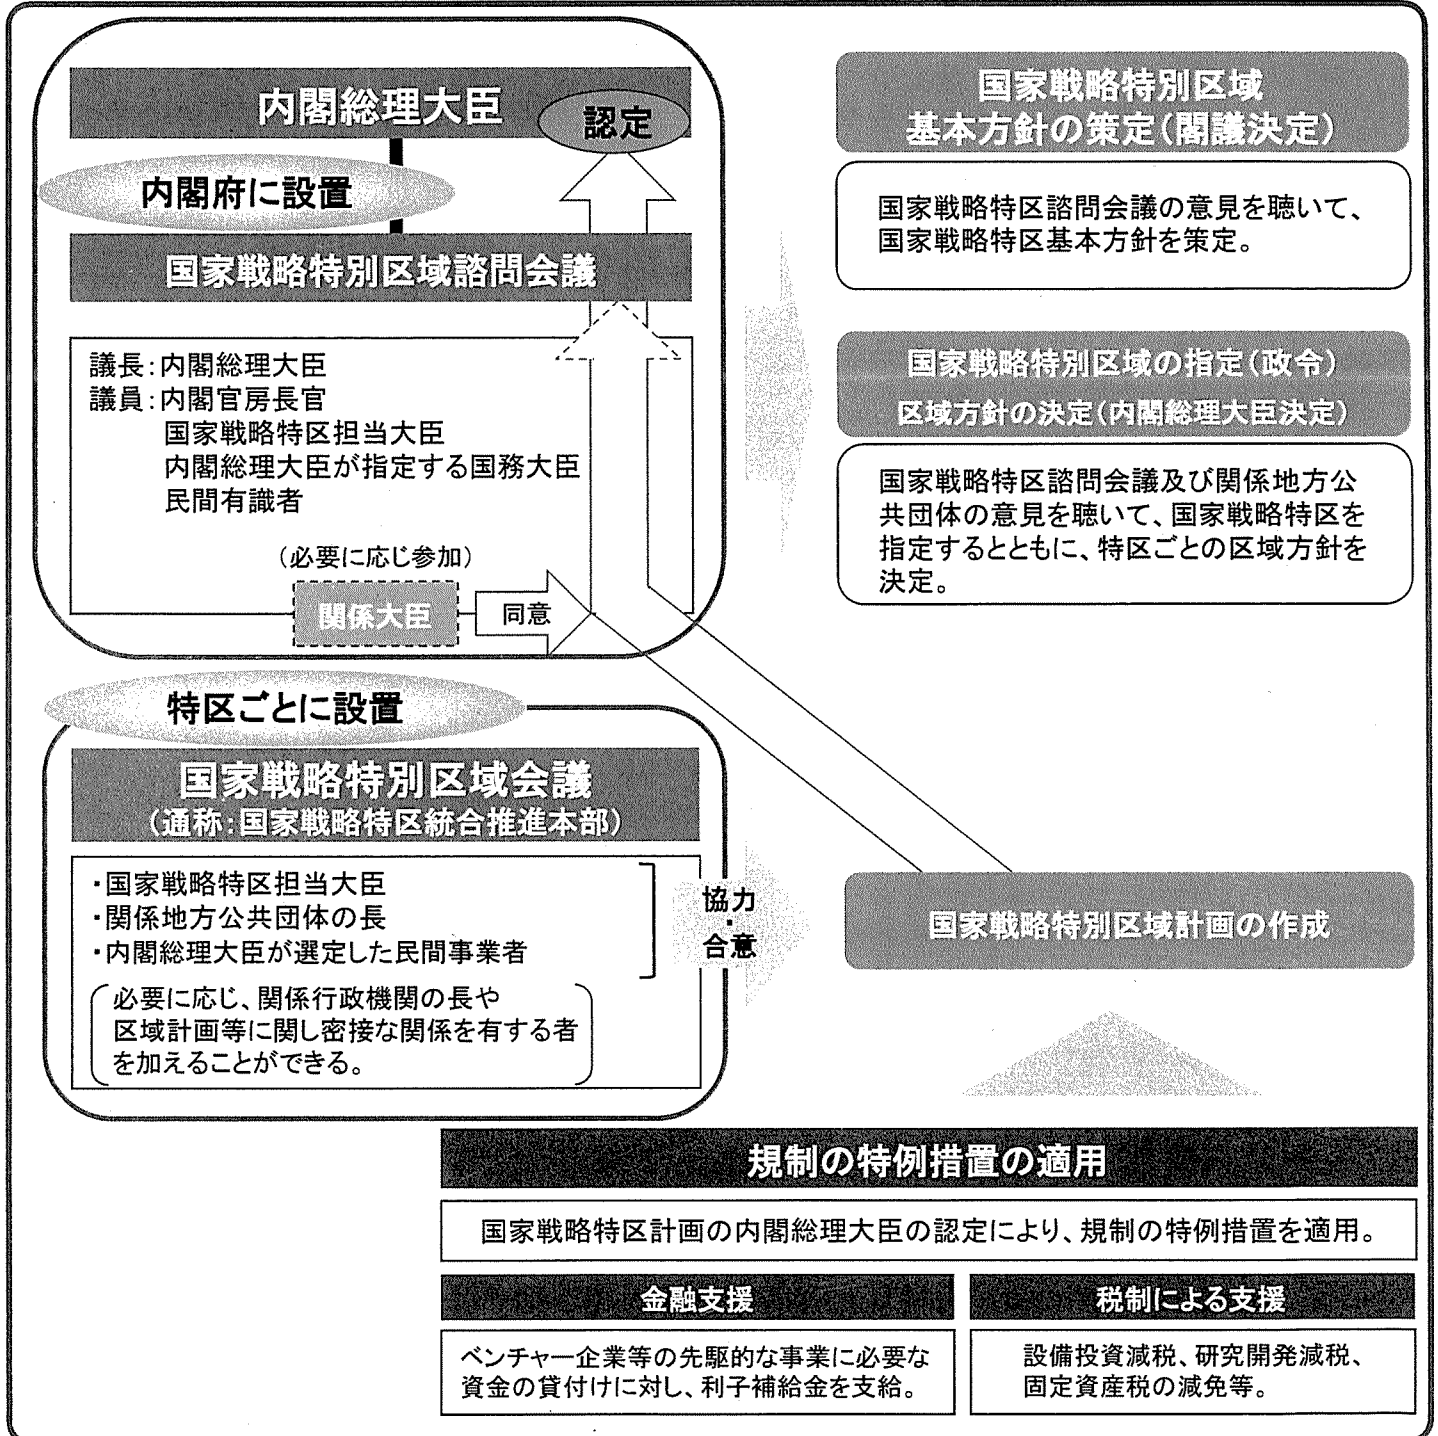 内閣総理大臣
認定
内閣府に設置
国家戦略特別区域諮問会議
議長：内閣総理大臣
議員：内閣官房長官
国家戦略特区担当大臣
内閣総理大臣が指定する国務大臣
民間有識者
（必要に応じ参加）
関係大臣
同意
国家戦略特別区域
基本方針の策定（閣議決定）
国家戦略特区諮問会議の意見を聴いて、
国家戦略特区基本方針を策定。
国家戦略特別区域の指定（政令）
区域方針の決定（内閣総理大臣決定）
国家戦略特区諮問会議及び関係地方公
共団体の意見を聴いて、国家戦略特区を
指定するとともに、特区ごとの区域方針を
決定。
特区ごとに設置
国家戦略特別区域会議
（通称：国家戦略特区統合推進本部）
・国家戦略特区担当大臣
・関係地方公共団体の長
・内閣総理大臣が選定した民間事業者
必要に応じ、関係行政機関の長や
区域計画等に関し密接な関係を有する者
を加えることができる。
協力
・
合意
国家戦略特別区域計画の作成
規制の特例措置の適用
国家戦略特区計画の内閣総理大臣の認定により、規制の特例措置を適用。
金融支援
ベンチャー企業等の先駆的な事業に必要な
資金の貸付けに対し、利子補給金を支給。
税制による支援
設備投資減税、研究開発減税、
固定資産税の減免等。